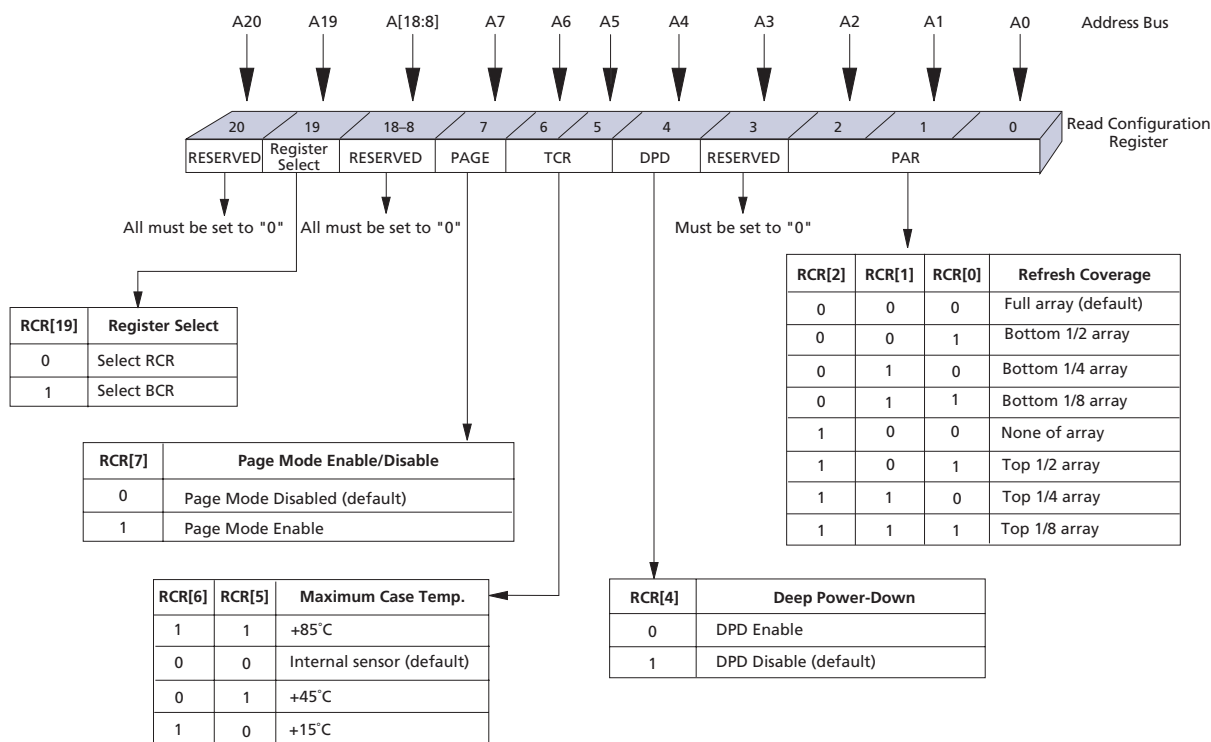 A20 A19 A[18:8] A7 A6 A5 A4 A3 A2 A1 A0 Address Bus
20 19 18–8 7 6 5 4 3 2 1 0
Read Configuration
Register
RESERVED Register Select RESERVED PAGE TCR DPD RESERVED PAR
All must be set to "0" All must be set to "0" Must be set to "0"
RCR[19] Register Select
0 Select RCR
1 Select BCR
RCR[2] RCR[1] RCR[0] Refresh Coverage
0 0 0 Full array (default)
0 0 1 Bottom 1/2 array
0 1 0 Bottom 1/4 array
0 1 1 Bottom 1/8 array
1 0 0 None of array
1 0 1 Top 1/2 array
1 1 0 Top 1/4 array
1 1 1 Top 1/8 array
RCR[7] Page Mode Enable/Disable
0 Page Mode Disabled (default)
1 Page Mode Enable
RCR[6] RCR[5] Maximum Case Temp.
1 1 +85˚C
0 0 Internal sensor (default)
0 1 +45˚C
1 0 +15˚C
RCR[4] Deep Power-Down
0 DPD Enable
1 DPD Disable (default)